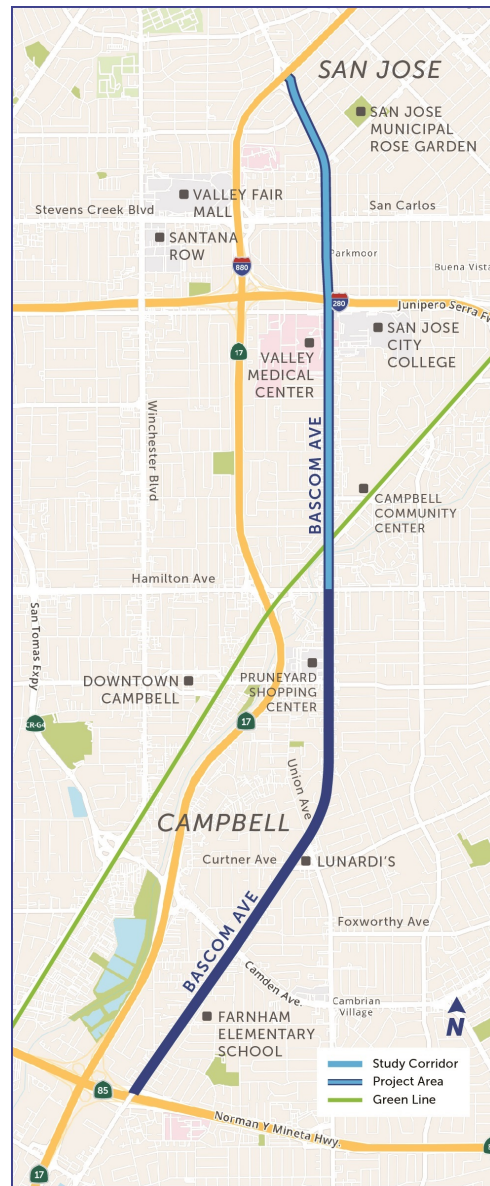 SAN JOSE
SAN JOSE
MUNICIPAL
ROSE GARDEN
VALLEY FAIR
MALL
Stevens Creek Blvd
San Carlos
SANTANA
ROW
Parkmoor
Buena Vista
880
280
Junipero Serra Fw
SAN JOSE
CITY
COLLEGE
17
VALLEY
MEDICAL
CENTER
Winchester Blvd
BASCOM AVE
CAMPBELL
COMMUNITY
CENTER
Hamilton Ave
San Tomas Expy
PRUNEYARD
SHOPPING
CENTER
DOWNTOWN
CAMPBELL
CR-G4
17
Union Ave
CAMPBELL
Curtner Ave
LUNARDI'S
BASCOM AVE
Foxworthy Ave
Camden Ave.
Cambrian
Village
N
FARNHAM
ELEMENTARY
SCHOOL
Study Corridor
Project Area
Green Line
85
Norman Y Mineta Hwy.
17